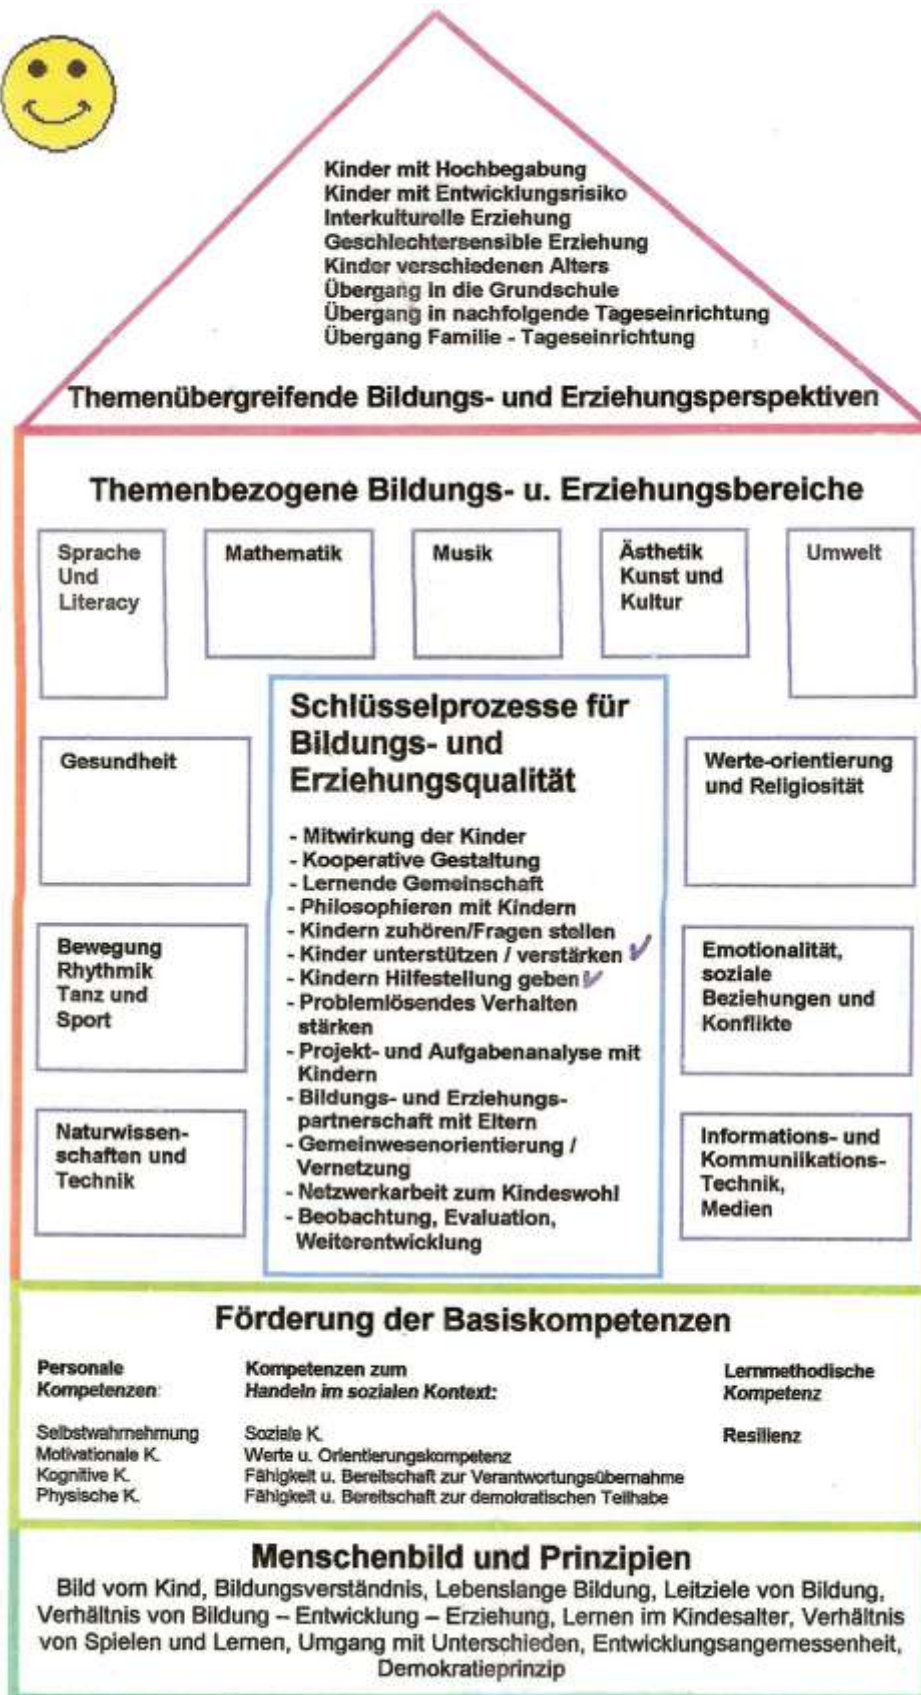 Kinder mit Hochbegabung
Kinder mit Entwicklungsrisiko
Interkulturelle Erziehung
Geschlechtersensible Erziehung
Kinder verschiedenen Alters
Übergang in die Grundschule
Übergang in nachfolgende Tageseinrichtung
Übergang Familie - Tageseinrichtung
Themenübergreifende Bildungs- und Erziehungsperspektiven
Themenbezogene Bildungs- u. Erziehungsbereiche
Sprache
Und
Literacy
Mathematik
Musik
Ästhetik
Kunst und
Kultur
Umwelt
Gesundheit
Bewegung
Rhythmik
Tanz und
Sport
Naturwissen-
schaften und
Technik
Schlüsselprozesse für
Bildungs- und
Erziehungsqualität
- Mitwirkung der Kinder
- Kooperative Gestaltung
- Lernende Gemeinschaft
- Philosophieren mit Kindern
- Kindern zuhören/Fragen stellen
- Kinder unterstützen / verstärken ✓
- Kindern Hilfestellung geben ✓
- Problemlösendes Verhalten
stärken
- Projekt- und Aufgabenanalyse mit
Kindern
- Bildungs- und Erziehungs-
partnerschaft mit Eltern
- Gemeinwesenorientierung /
Vernetzung
- Netzwerkarbeit zum Kindeswohl
- Beobachtung, Evaluation,
Weiterentwicklung
Werte-orientierung
und Religiosität
Emotionalität,
soziale
Beziehungen und
Konflikte
Informations- und
Kommuniikations-
Technik,
Medien
Förderung der Basiskompetenzen
Personale
Kompetenzen:
Selbstwahrnehmung
Motivationale K.
Kognitive K.
Physische K.
Kompetenzen zum
Handeln im sozialen Kontext:
Soziale K.
Werte u. Orientierungskompetenz
Fähigkeit u. Bereitschaft zur Verantwortungsübernahme
Fähigkeit u. Bereitschaft zur demokratischen Teilhabe
Lernmethodische
Kompetenz
Resilienz
Menschenbild und Prinzipien
Bild vom Kind, Bildungsverständnis, Lebenslange Bildung, Leitziele von Bildung,
Verhältnis von Bildung – Entwicklung – Erziehung, Lernen im Kindesalter, Verhältnis
von Spielen und Lernen, Umgang mit Unterschieden, Entwicklungsangemessenheit,
Demokratieprinzip